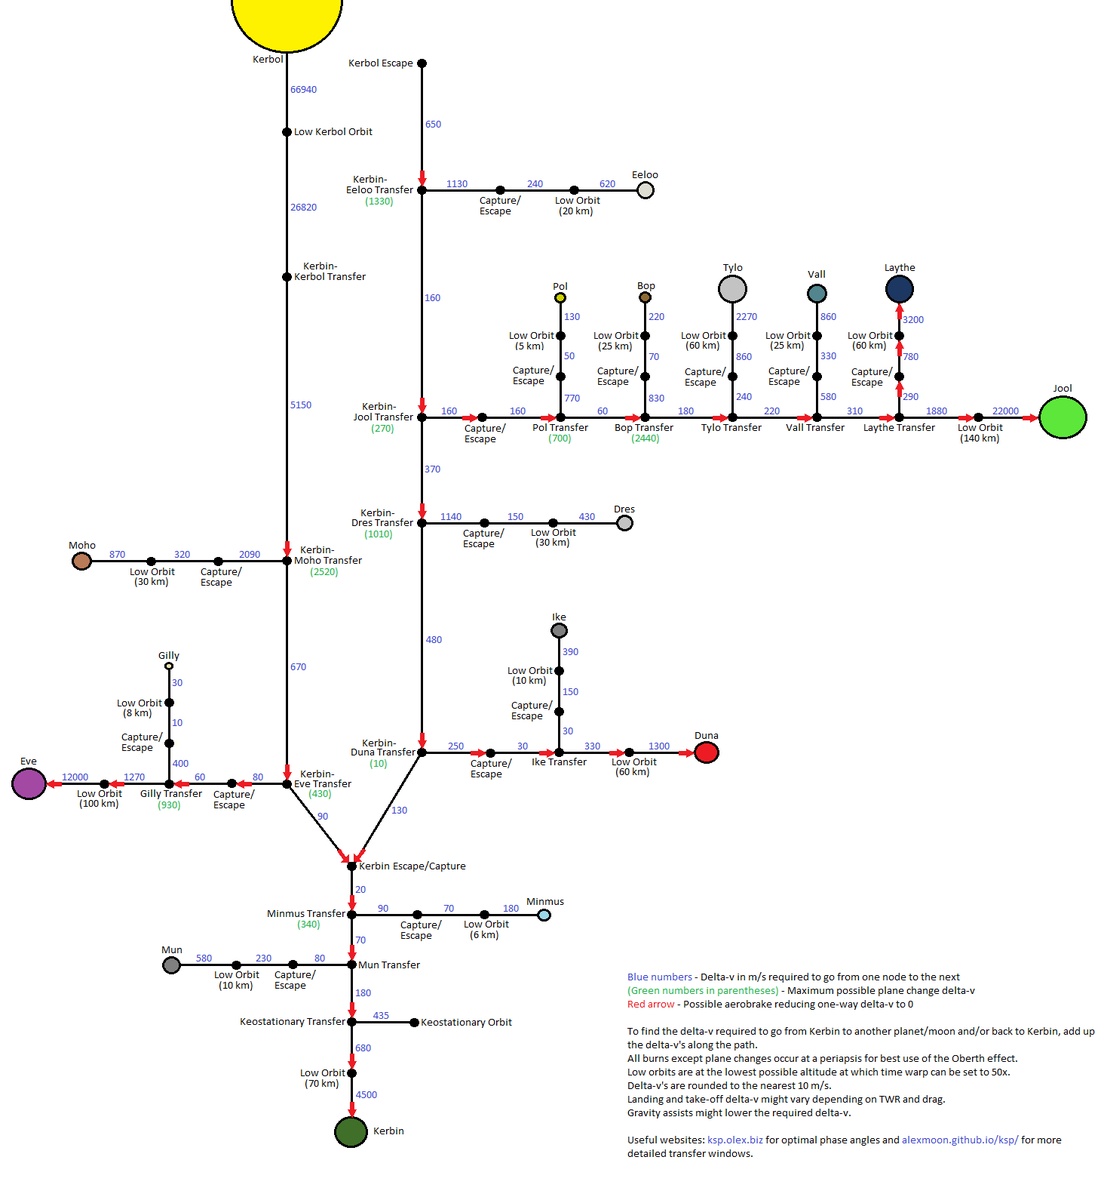 Kerbol
Kerbol Escape
66940
650
Low Kerbol Orbit
Kerbin-
Eeloo Transfer
(1330)
1130
240
620
Eeloo
Capture/
Escape
Low Orbit
(20 km)
26820
Kerbin-
Kerbol Transfer
160
Pol
Bop
Tylo
Vall
Laythe
130
220
2270
860
3200
Low Orbit
(5 km)
Low Orbit
(25 km)
Low Orbit
(60 km)
Low Orbit
(25 km)
Low Orbit
(60 km)
50
70
860
330
780
Capture/
Escape
Capture/
Escape
Capture/
Escape
Capture/
Escape
Capture/
Escape
770
830
240
580
290
Jool
5150
Kerbin-
Jool Transfer
(270)
160
160
60
180
220
310
1880
22000
Capture/
Escape
Pol Transfer
(700)
Bop Transfer
(2440)
Tylo Transfer
Vall Transfer
Laythe Transfer
Low Orbit
(140 km)
370
Kerbin-
Dres Transfer
(1010)
1140
150
430
Dres
Capture/
Escape
Low Orbit
(30 km)
Moho
870
320
2090
Low Orbit
(30 km)
Capture/
Escape
Kerbin-
Moho Transfer
(2520)
480
Ike
390
Low Orbit
(10 km)
150
Capture/
Escape
30
670
Gilly
30
Low Orbit
(8 km)
10
Capture/
Escape
400
Kerbin-
Duna Transfer
(10)
250
30
330
1300
Duna
Capture/
Escape
Ike Transfer
Low Orbit
(60 km)
Eve
12000
1270
60
80
Low Orbit
(100 km)
Gilly Transfer
(930)
Capture/
Escape
Kerbin-
Eve Transfer
(430)
90
130
Kerbin Escape/Capture
20
Minmus Transfer
(340)
90
70
180
Minmus
Capture/
Escape
Low Orbit
(6 km)
70
Mun
580
230
80
Low Orbit
(10 km)
Capture/
Escape
Mun Transfer
180
Keostationary Transfer
435
Keostationary Orbit
680
Low Orbit
(70 km)
4500
Kerbin
Blue numbers - Delta-v in m/s required to go from one node to the next
(Green numbers in parentheses) - Maximum possible plane change delta-v
Red arrow - Possible aerobrake reducing one-way delta-v to 0
To find the delta-v required to go from Kerbin to another planet/moon and/or back to Kerbin, add up
the delta-v's along the path.
All burns except plane changes occur at a periapsis for best use of the Oberth effect.
Low orbits are at the lowest possible altitude at which time warp can be set to 50x.
Delta-v's are rounded to the nearest 10 m/s.
Landing and take-off delta-v might vary depending on TWR and drag.
Gravity assists might lower the required delta-v.
Useful websites: ksp.olex.biz for optimal phase angles and alexmoon.github.io/ksp/ for more
detailed transfer windows.